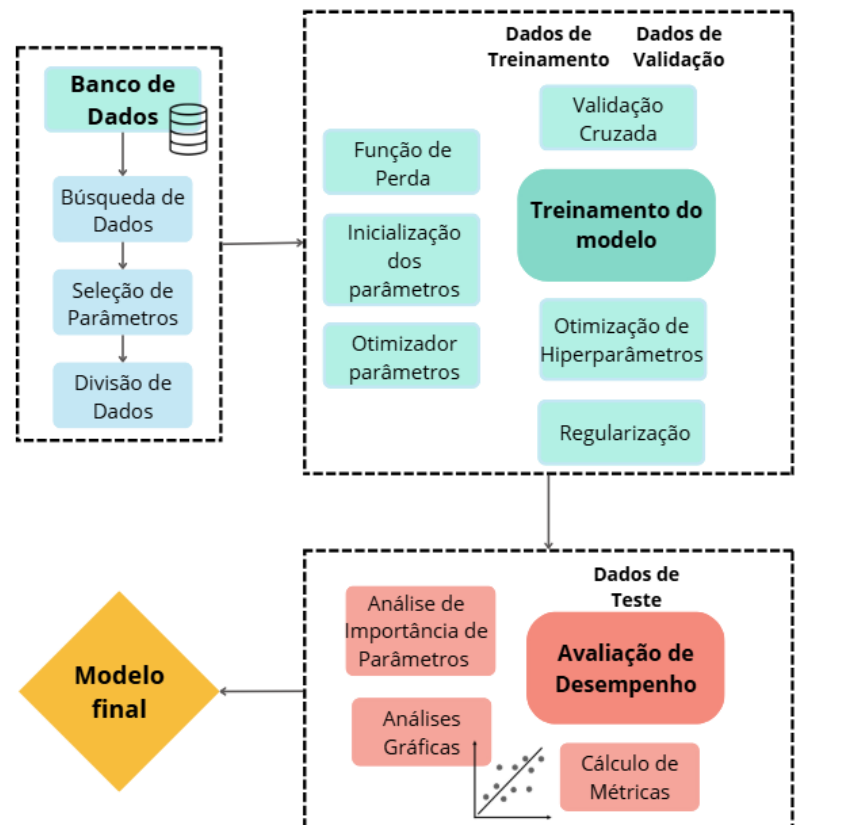 Banco de
Dados
Búsqueda de
Dados
Seleção de
Parâmetros
Divisão de
Dados
Dados de
Treinamento
Dados de
Validação
Validação
Cruzada
Função de
Perda
Treinamento do
modelo
Inicialização
dos
parâmetros
Otimizador
parâmetros
Otimização de
Hiperparâmetros
Regularização
Dados de
Teste
Análise de
Importância de
Parâmetros
Avaliação de
Desempenho
Análises
Gráficas
Cálculo de
Métricas
Modelo
final